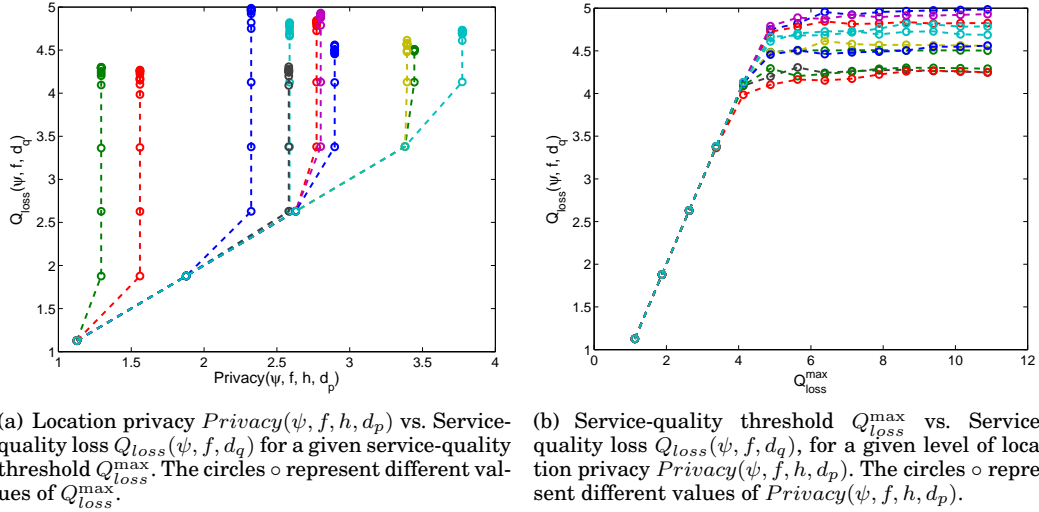 5
4.5
4
3.5
3
2.5
2
1.5
1
Q_loss(ψ, f, d_q)
1 1.5 2 2.5 3 3.5 4
Privacy(ψ, f, h, d_p)
5
4.5
4
3.5
3
2.5
2
1.5
1
Q_loss(ψ, f, d_q)
0 2 4 6 8 10 12
Q_loss^max
(a) Location privacy Privacy(ψ, f, h, d_p) vs. Service-
quality loss Q_loss(ψ, f, d_q) for a given service-quality
threshold Q_loss^max. The circles ∘ represent different val-
ues of Q_loss^max.
(b) Service-quality threshold Q_loss^max vs. Service
quality loss Q_loss(ψ, f, d_q), for a given level of loca-
tion privacy Privacy(ψ, f, h, d_p). The circles ∘ repre-
sent different values of Privacy(ψ, f, h, d_p).